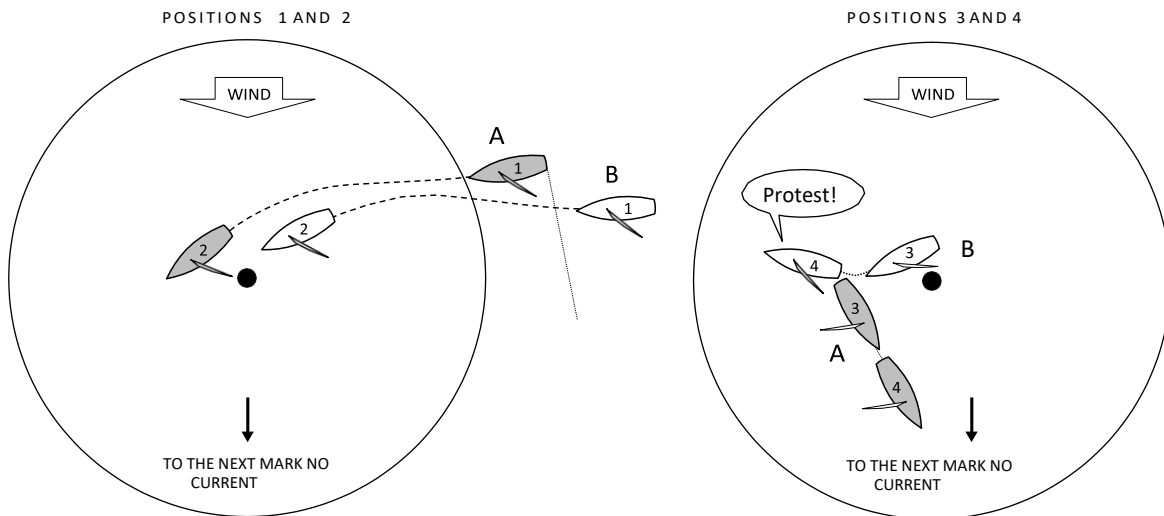 POSITIONS 1 AND 2
WIND
A
1
B
1
2
2
TO THE NEXT MARK NO
CURRENT
POSITIONS 3 AND 4
WIND
Protest!
3
B
4
3
A
4
TO THE NEXT MARK NO
CURRENT